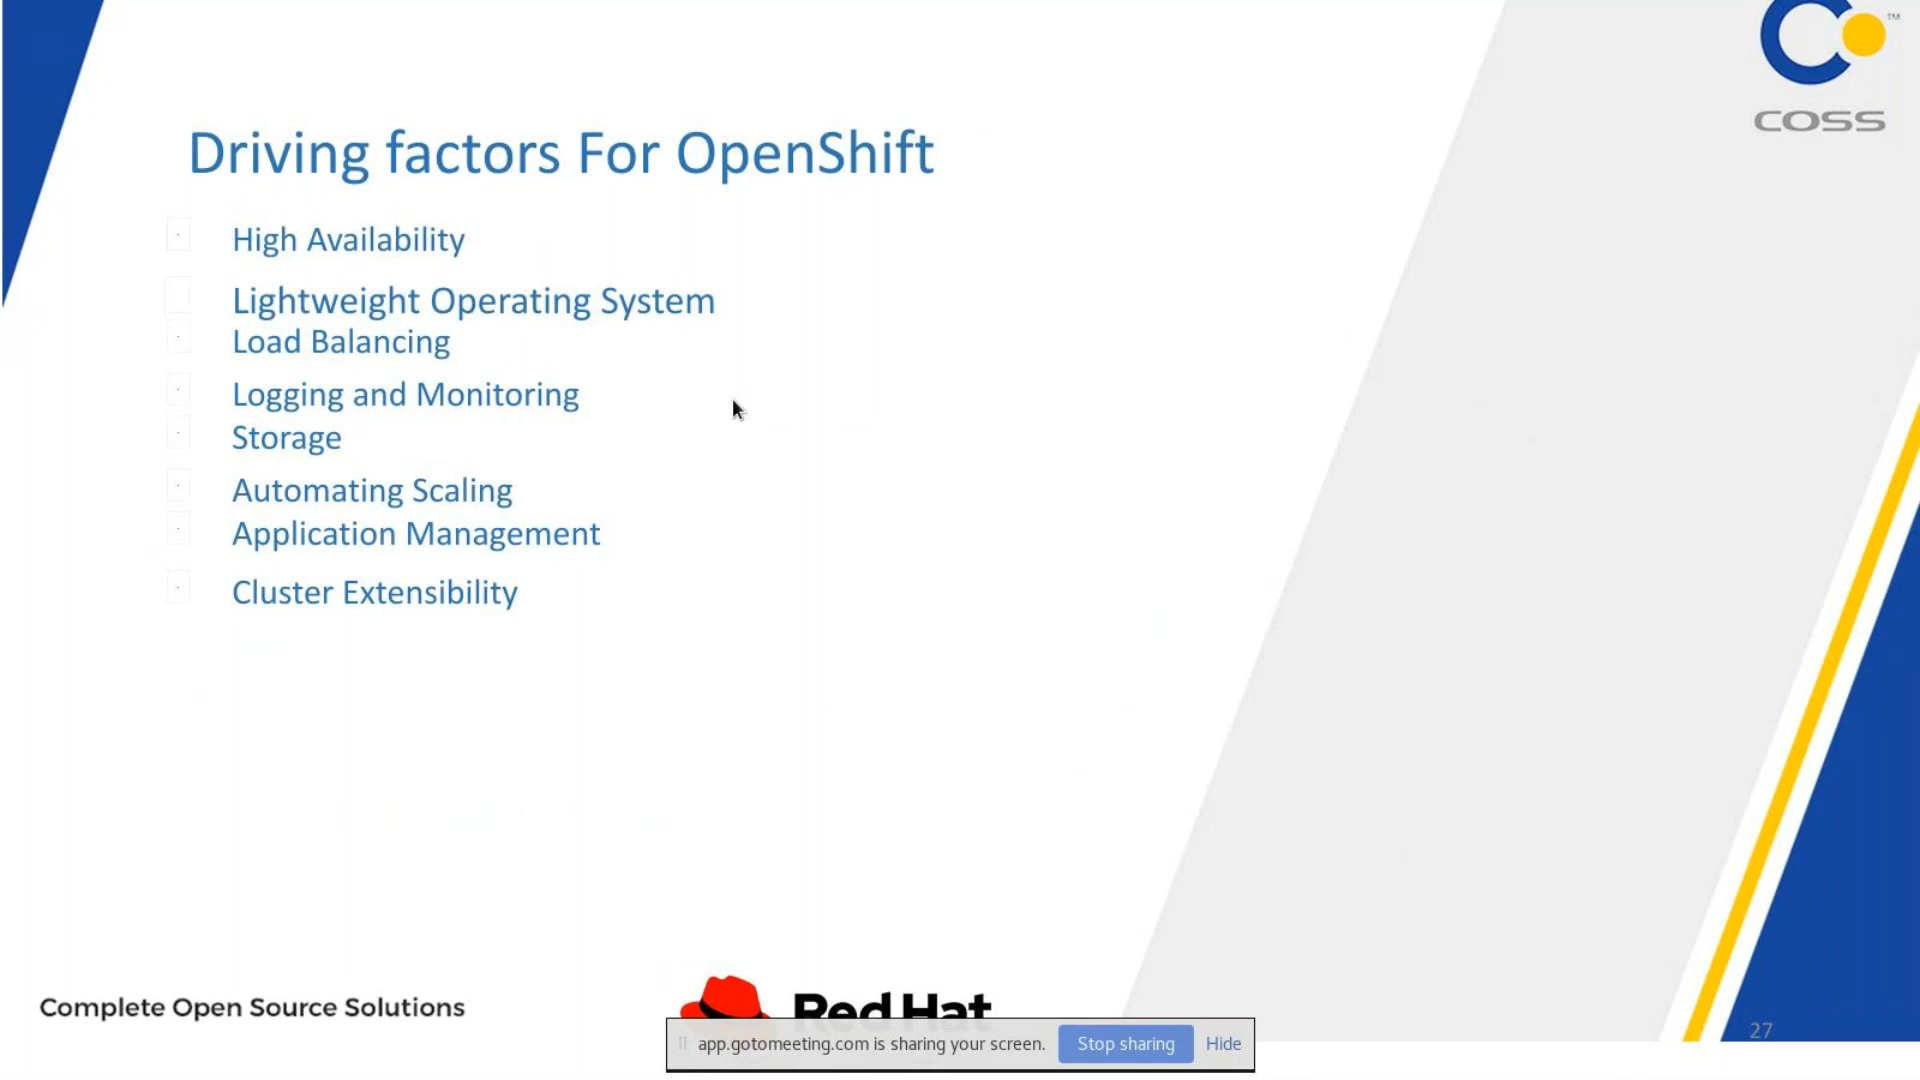 TM
COSS
Driving factors For OpenShift
High Availability
Lightweight Operating System
Load Balancing
Logging and Monitoring
Storage
Automating Scaling
Application Management
Cluster Extensibility
Complete Open Source Solutions
Red Hat
27
app.gotomeeting.com is sharing your screen. Stop sharing Hide